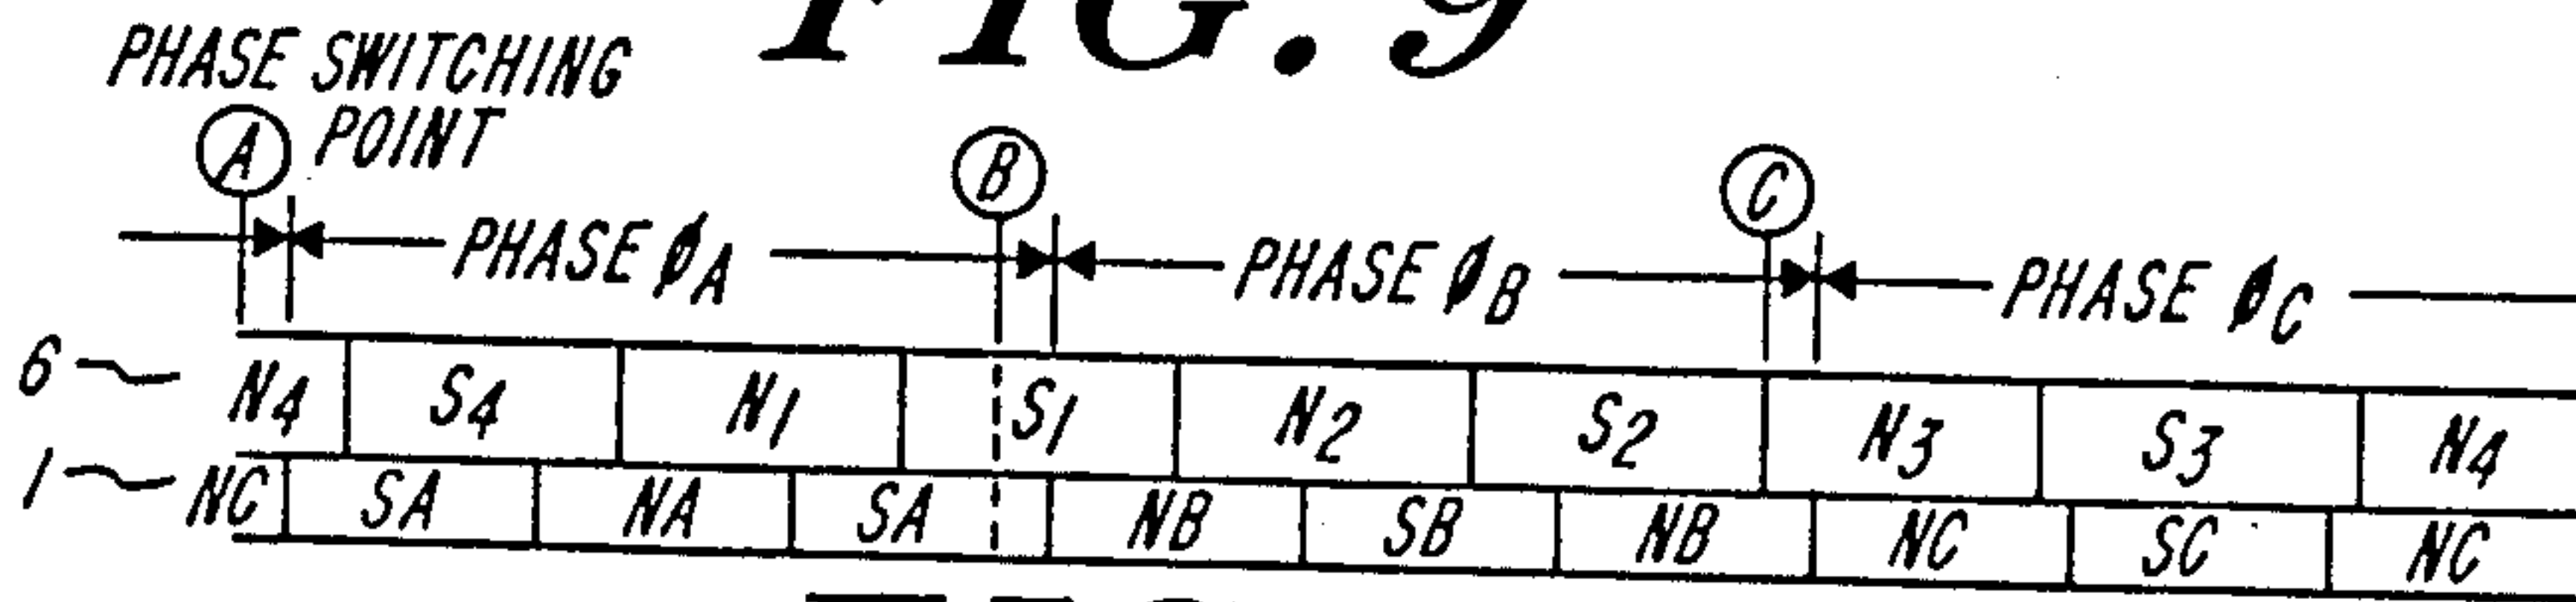 FIG. 9
PHASE SWITCHING
POINT
A
B
C
PHASE ØA
PHASE ØB
PHASE ØC
6
N4 S4 N1 S1 N2 S2 N3 S3 N4
1
NC SA NA SA NB SB NB NC SC NC